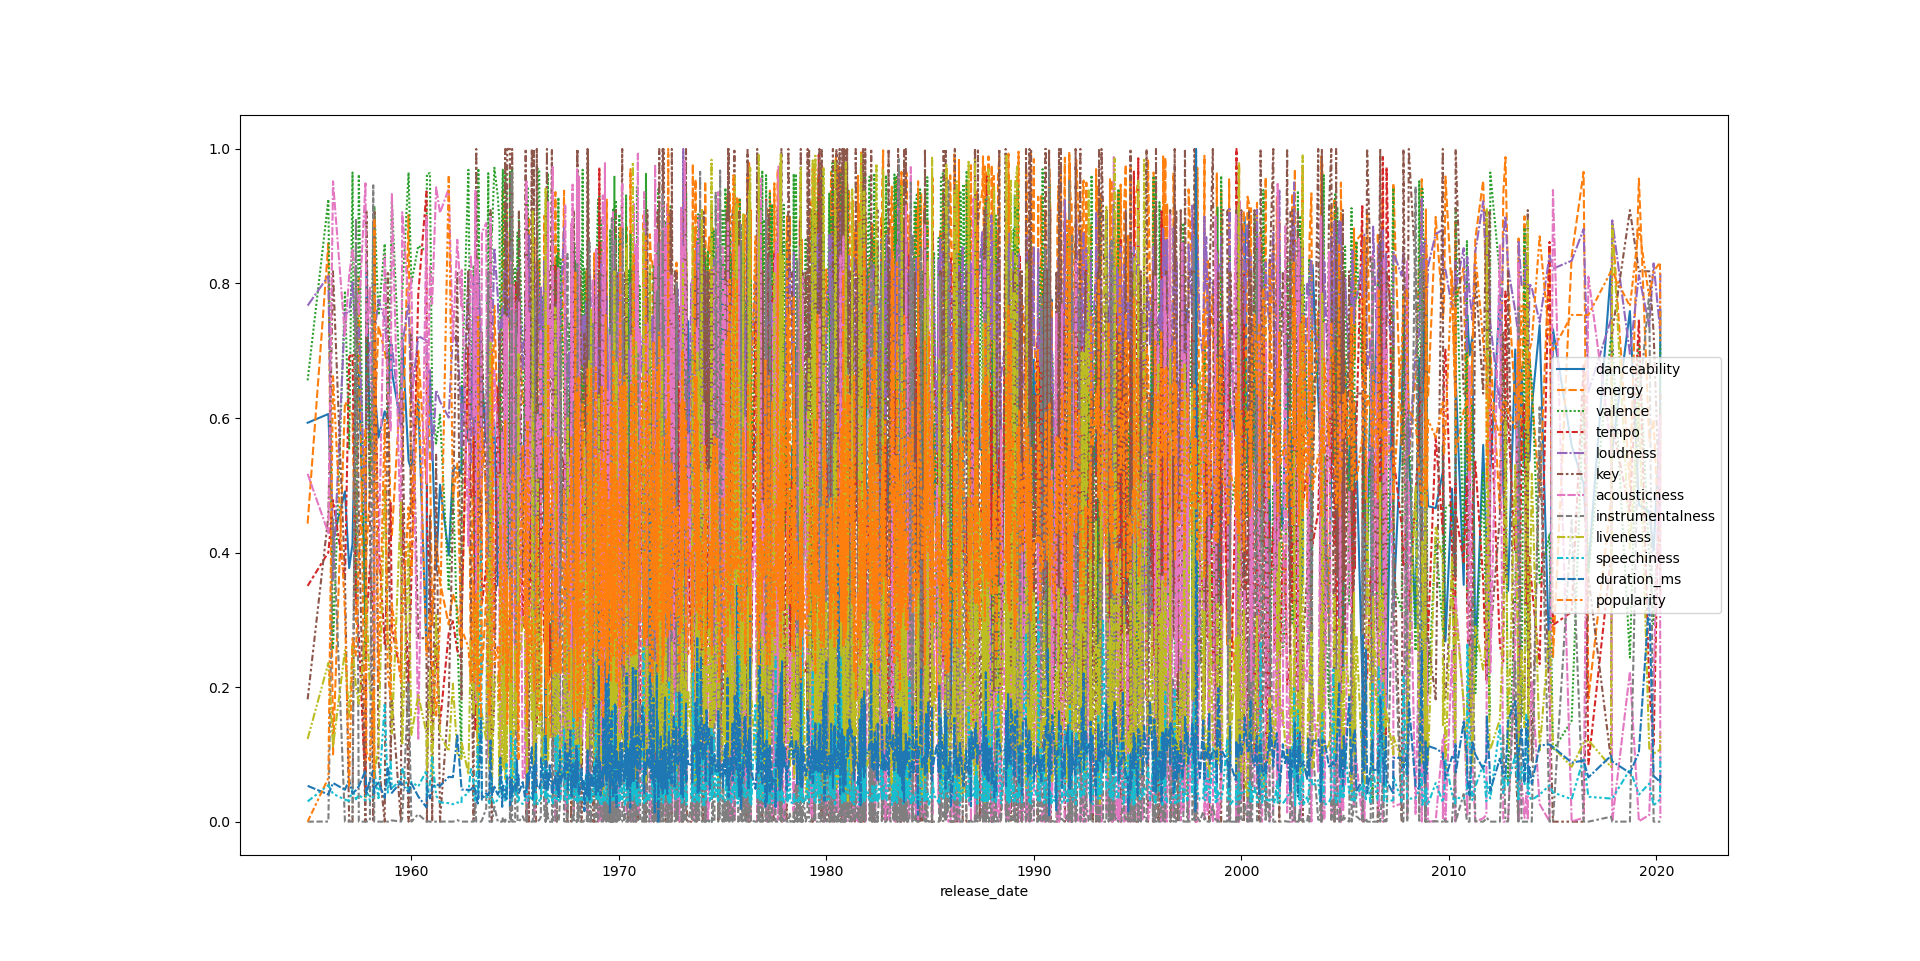 1.0
0.8
0.6
0.4
0.2
0.0
danceability
energy
valence
tempo
loudness
key
acousticness
instrumentalness
liveness
speechiness
duration_ms
popularity
1960 1970 1980 1990 2000 2010 2020
release_date